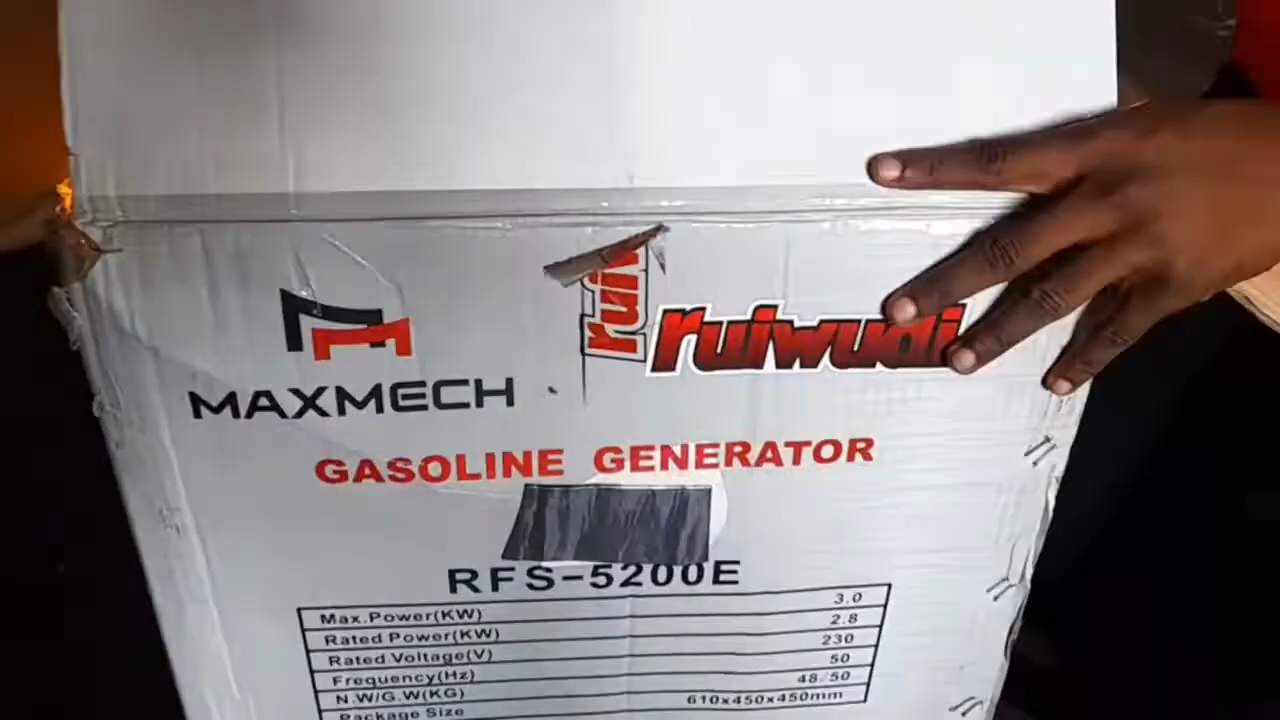 rui
ruiwudi
MAXMECH
GASOLINE GENERATOR
RFS-5200E
Max.Power(KW) 3.0
Rated Power(KW) 2.8
Rated Voltage(V) 230
Frequency(Hz) 50
N.W/G.W(KG) 48/50
Package Size 610x450x450mm